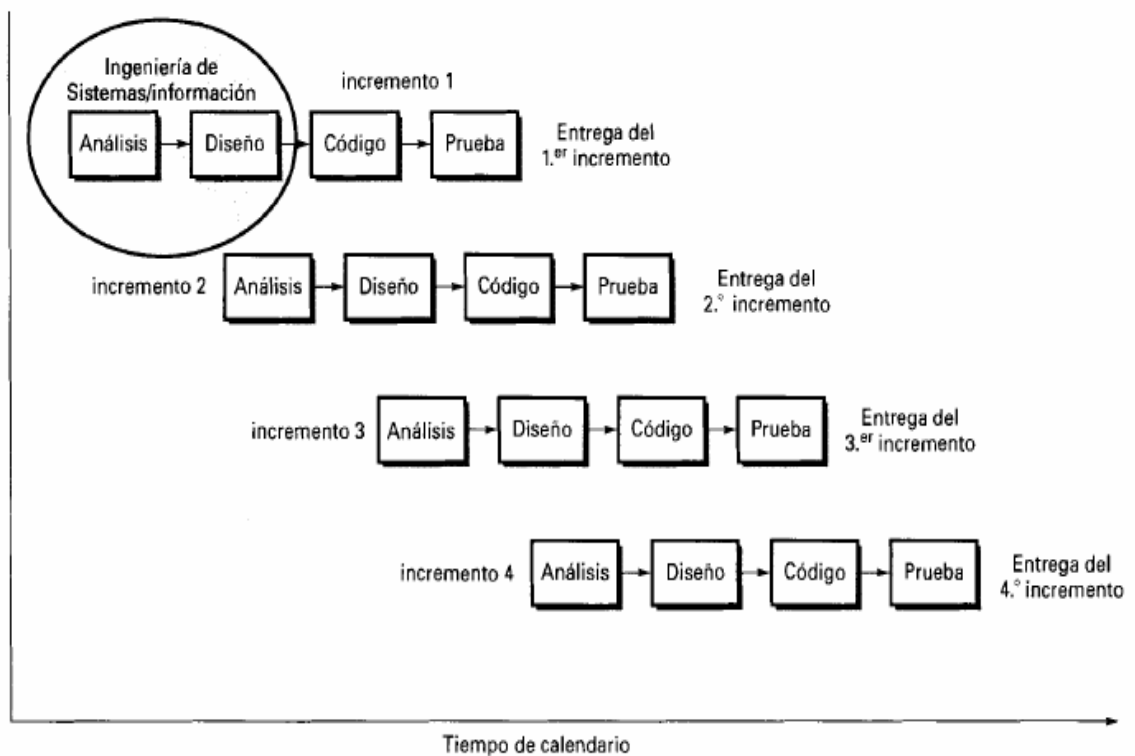 Ingeniería de
Sistemas/información
incremento 1
Análisis
Diseño
Código
Prueba
Entrega del
1.er incremento
incremento 2
Análisis
Diseño
Código
Prueba
Entrega del
2.° incremento
incremento 3
Análisis
Diseño
Código
Prueba
Entrega del
3.er incremento
incremento 4
Análisis
Diseño
Código
Prueba
Entrega del
4.° incremento
Tiempo de calendario